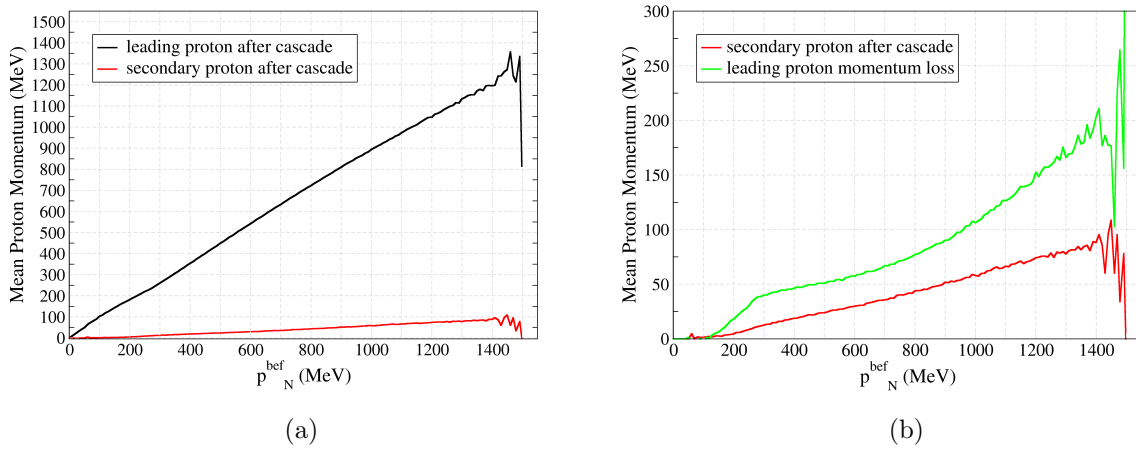 1500
1400
1300
1200
1100
1000
900
800
700
600
500
400
300
200
100
0
Mean Proton Momentum (MeV)
leading proton after cascade
secondary proton after cascade
0 200 400 600 800 1000 1200 1400
p^bef_N (MeV)
(a)
300
250
200
150
100
50
0
Mean Proton Momentum (MeV)
secondary proton after cascade
leading proton momentum loss
0 200 400 600 800 1000 1200 1400
p^bef_N (MeV)
(b)